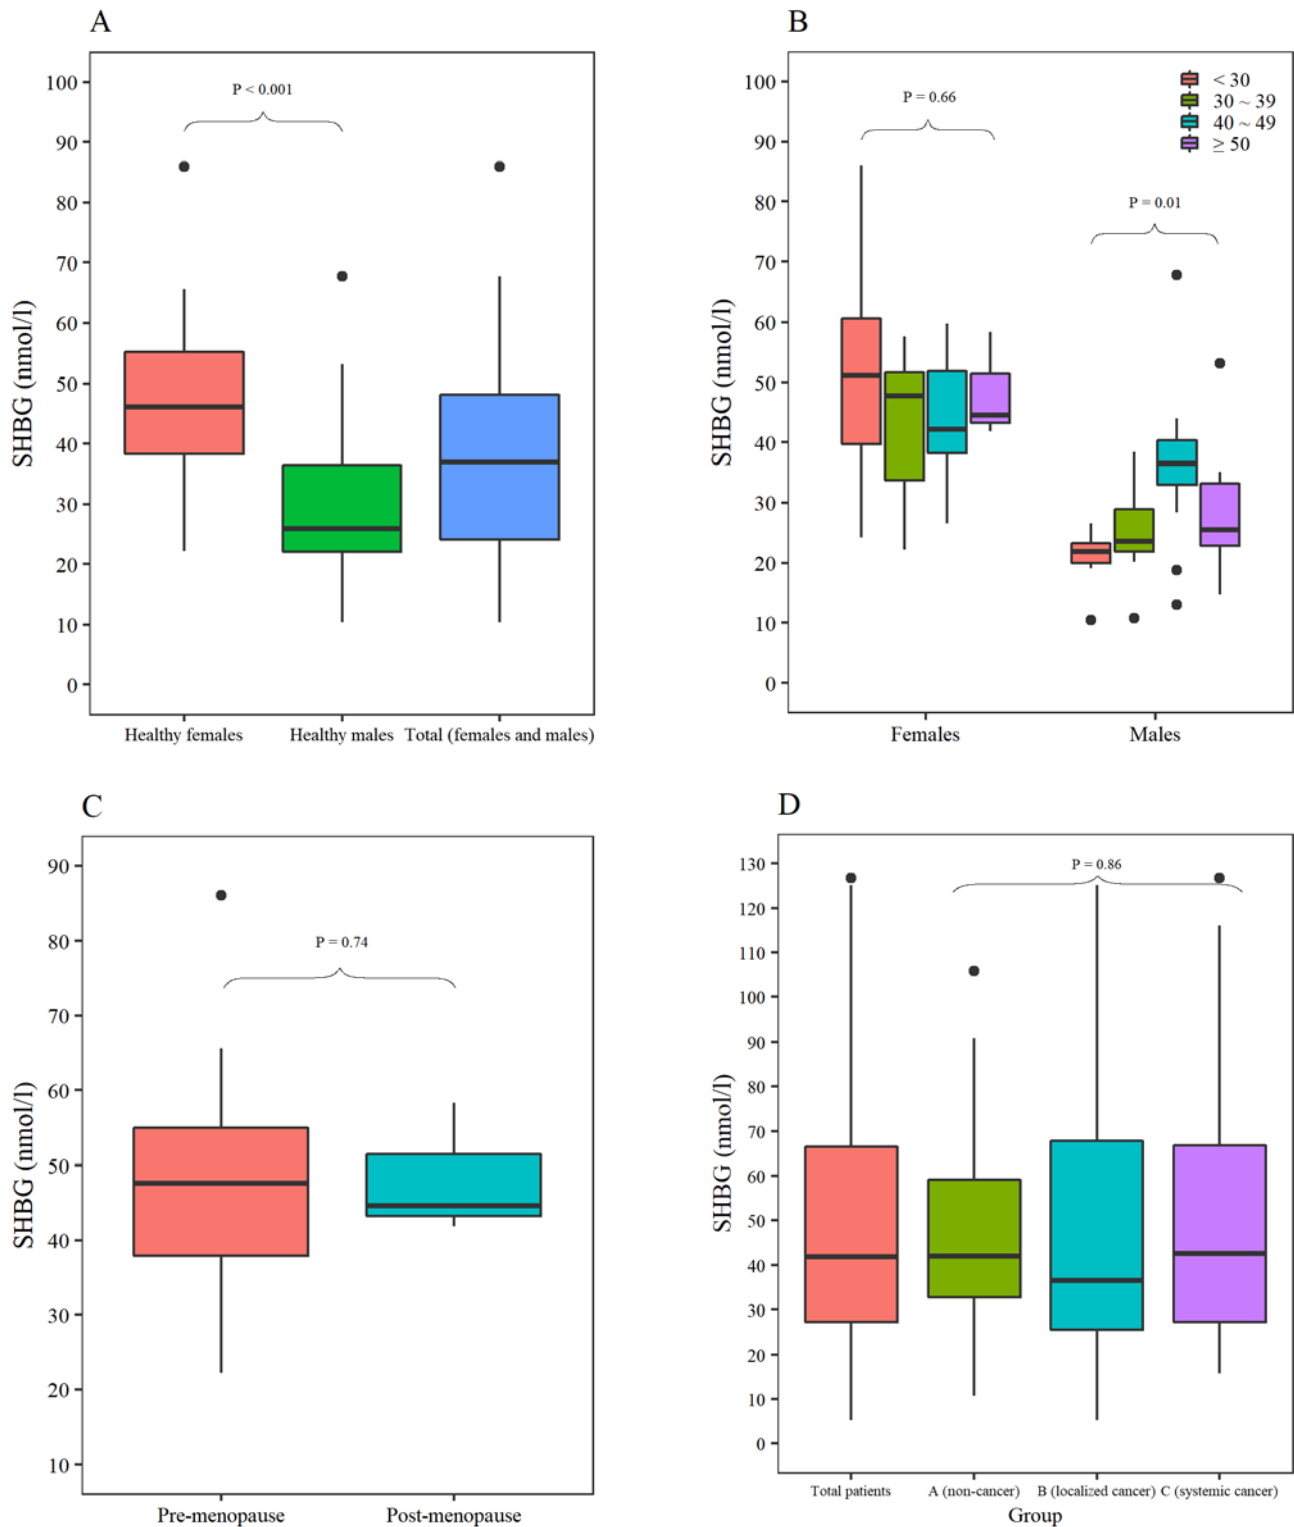 A
SHBG (nmol/l)
100
90
80
70
60
50
40
30
20
10
0
P < 0.001
Healthy females
Healthy males
Total (females and males)
B
SHBG (nmol/l)
100
90
80
70
60
50
40
30
20
10
0
P = 0.66
P = 0.01
< 30
30 ~ 39
40 ~ 49
≥ 50
Females
Males
C
SHBG (nmol/l)
90
80
70
60
50
40
30
20
10
P = 0.74
Pre-menopause
Post-menopause
D
SHBG (nmol/l)
130
120
110
100
90
80
70
60
50
40
30
20
10
0
P = 0.86
Total patients
A (non-cancer)
B (localized cancer)
C (systemic cancer)
Group